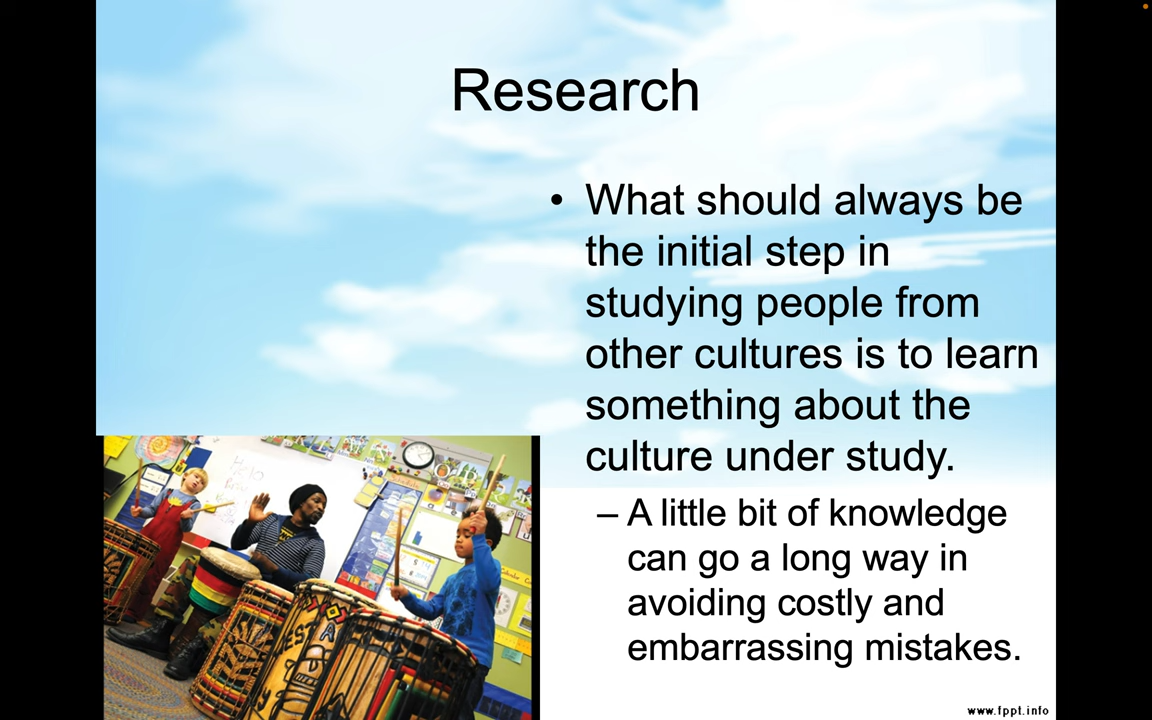 Research
• What should always be
the initial step in
studying people from
other cultures is to learn
something about the
culture under study.
– A little bit of knowledge
can go a long way in
avoiding costly and
embarrassing mistakes.
www.fppt.info